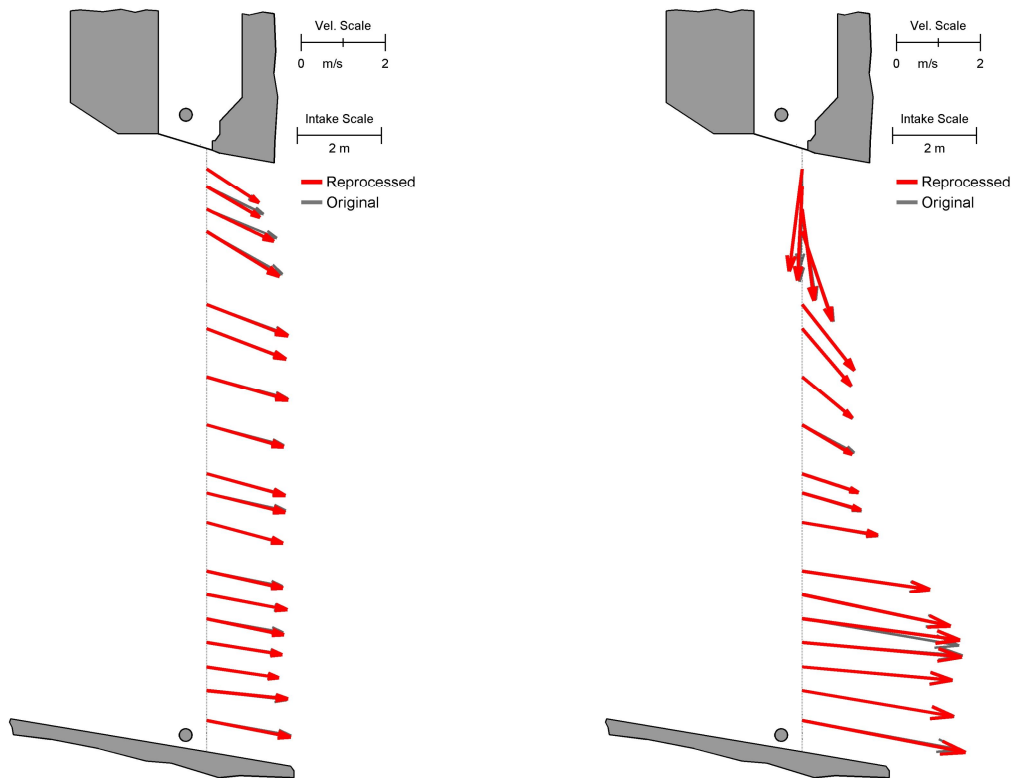 Vel. Scale
0 m/s 2
Intake Scale
2 m
Reprocessed
Original
Vel. Scale
0 m/s 2
Intake Scale
2 m
Reprocessed
Original